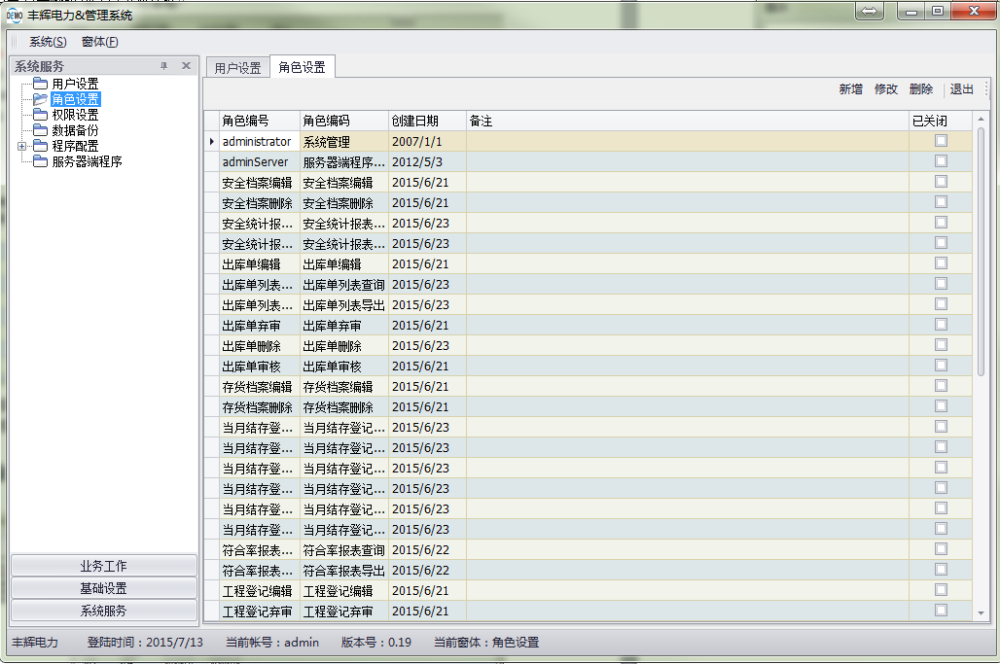 DEMO 丰辉电力&管理系统
系统(S) 窗体(F)
系统服务
用户设置
角色设置
权限设置
数据备份
程序配置
服务器端程序
业务工作
基础设置
系统服务
用户设置 角色设置
新增 修改 删除 退出
角色编号 角色编码 创建日期 备注 已关闭
administrator 系统管理 2007/1/1
adminServer 服务器端程序... 2012/5/3
安全档案编辑 安全档案编辑 2015/6/21
安全档案删除 安全档案删除 2015/6/21
安全统计报... 安全统计报表... 2015/6/23
安全统计报... 安全统计报表... 2015/6/23
出库单编辑 出库单编辑 2015/6/21
出库单列表... 出库单列表查询 2015/6/23
出库单列表... 出库单列表导出 2015/6/23
出库单弃审 出库单弃审 2015/6/21
出库单删除 出库单删除 2015/6/23
出库单审核 出库单审核 2015/6/21
存货档案编辑 存货档案编辑 2015/6/21
存货档案删除 存货档案删除 2015/6/21
当月结存登... 当月结存登记... 2015/6/23
当月结存登... 当月结存登记... 2015/6/23
当月结存登... 当月结存登记... 2015/6/23
当月结存登... 当月结存登记... 2015/6/23
当月结存登... 当月结存登记... 2015/6/23
当月结存登... 当月结存登记... 2015/6/23
符合率报表... 符合率报表查询 2015/6/22
符合率报表... 符合率报表导出 2015/6/22
工程登记编辑 工程登记编辑 2015/6/21
工程登记弃审 工程登记弃审 2015/6/21
丰辉电力 登陆时间：2015/7/13 当前帐号：admin 版本号：0.19 当前窗体：角色设置